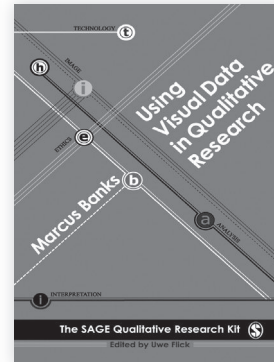 TECHNOLOGY t
h
IMAGE
i
Using
Visual Data
in Qualitative
Research
ETHICS
e
b
Marcus Banks
a
ANALYSIS
i
INTERPRETATION
The SAGE Qualitative Research Kit S
Edited by Uwe Flick